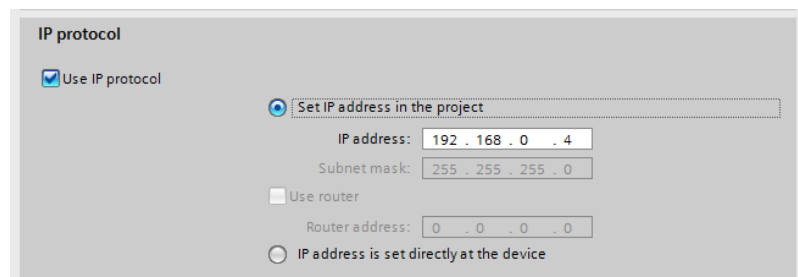 IP protocol
Use IP protocol
Set IP address in the project
IP address: 192 . 168 . 0 . 4
Subnet mask: 255 . 255 . 255 . 0
Use router
Router address: 0 . 0 . 0 . 0
IP address is set directly at the device